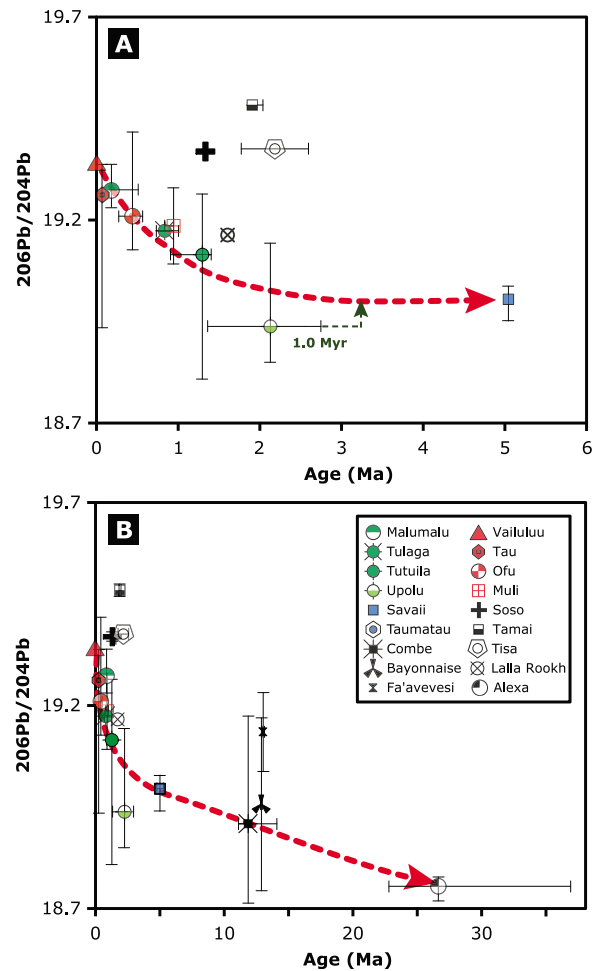 19.7
A
206Pb/204Pb
19.2
1.0 Myr
18.7
0 1 2 3 4 5 6
Age (Ma)
19.7
B
Malumalu Vailuluu
Tulaga Tau
Tutuila Ofu
Upolu Muli
Savaii Soso
Taumatau Tamai
Combe Tisa
Bayonnaise Lalla Rookh
Fa'avevesi Alexa
206Pb/204Pb
19.2
18.7
0 10 20 30
Age (Ma)